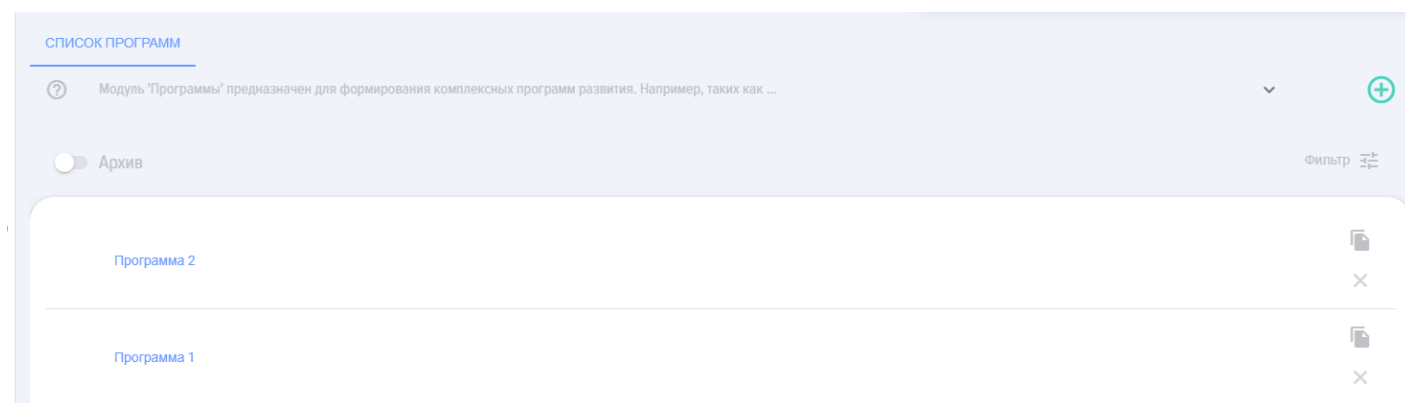 СПИСОК ПРОГРАММ
Модуль 'Программы' предназначен для формирования комплексных программ развития. Например, таких как ...
Архив
Фильтр
Программа 2
Программа 1